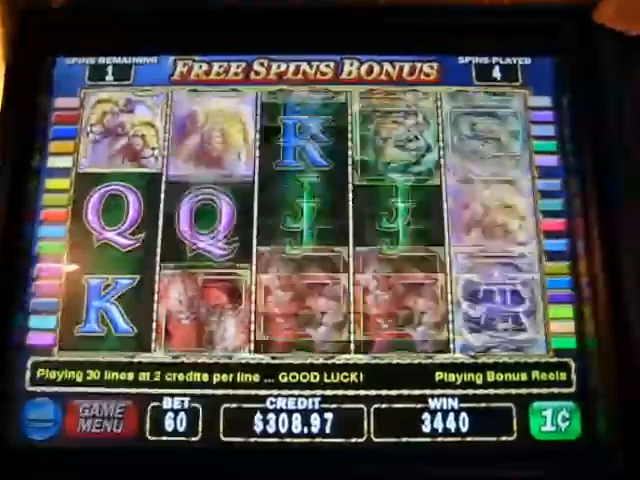 SPINS REMAINING
1
FREE SPINS BONUS
SPINS PLAYED
4
K
Q Q J J
K
Playing 30 lines at 2 credits per line ... GOOD LUCK! Playing Bonus Reels
GAME MENU
BET
60
CREDIT
$308.97
WIN
3440
1¢